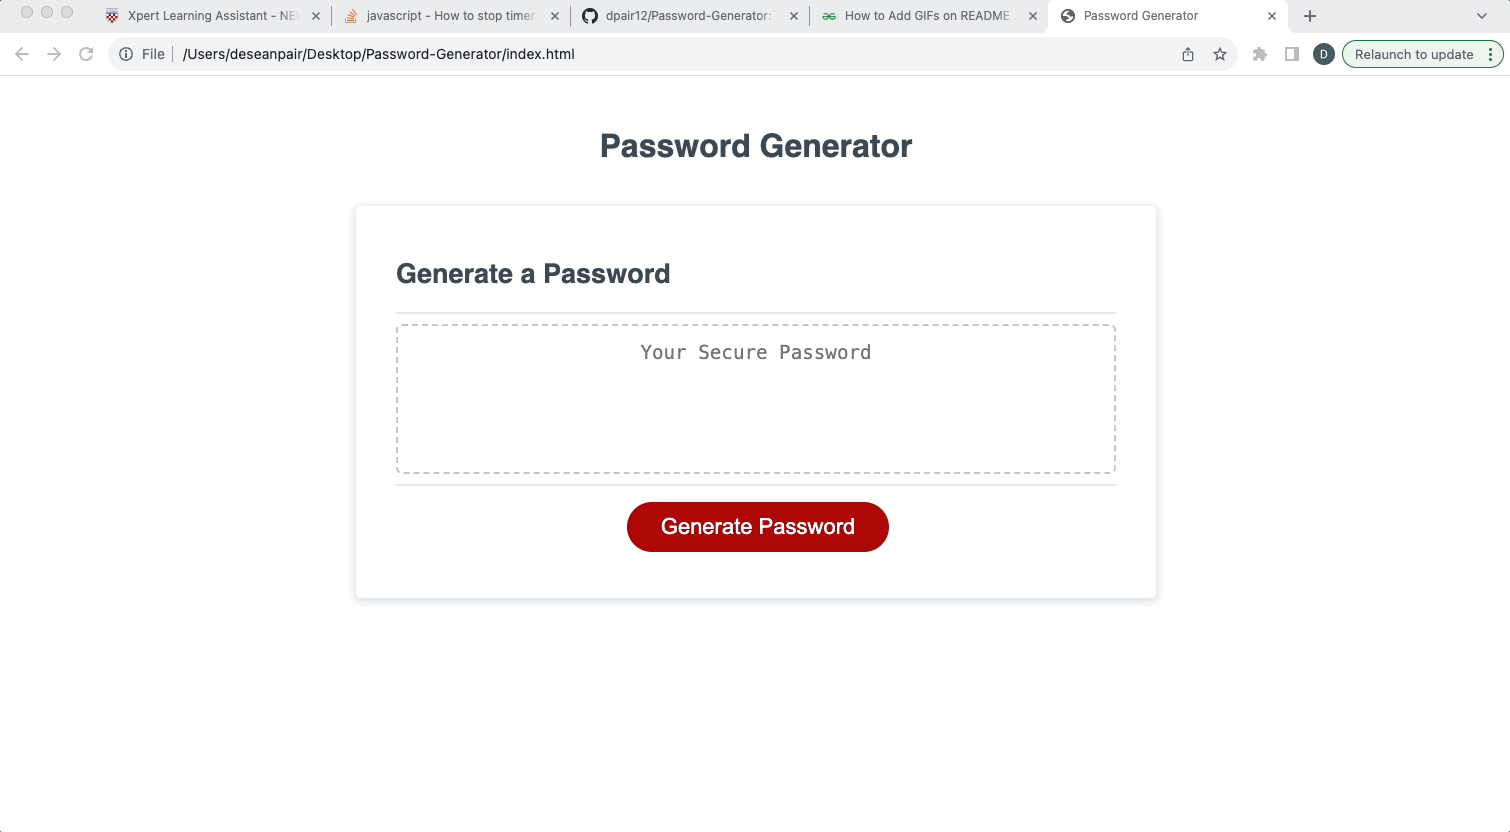 Xpert Learning Assistant - NE
javascript - How to stop timer
dpair12/Password-Generator:
How to Add GIFs on README
Password Generator
File
/Users/deseanpair/Desktop/Password-Generator/index.html
D
Relaunch to update
Password Generator
Generate a Password
Your Secure Password
Generate Password